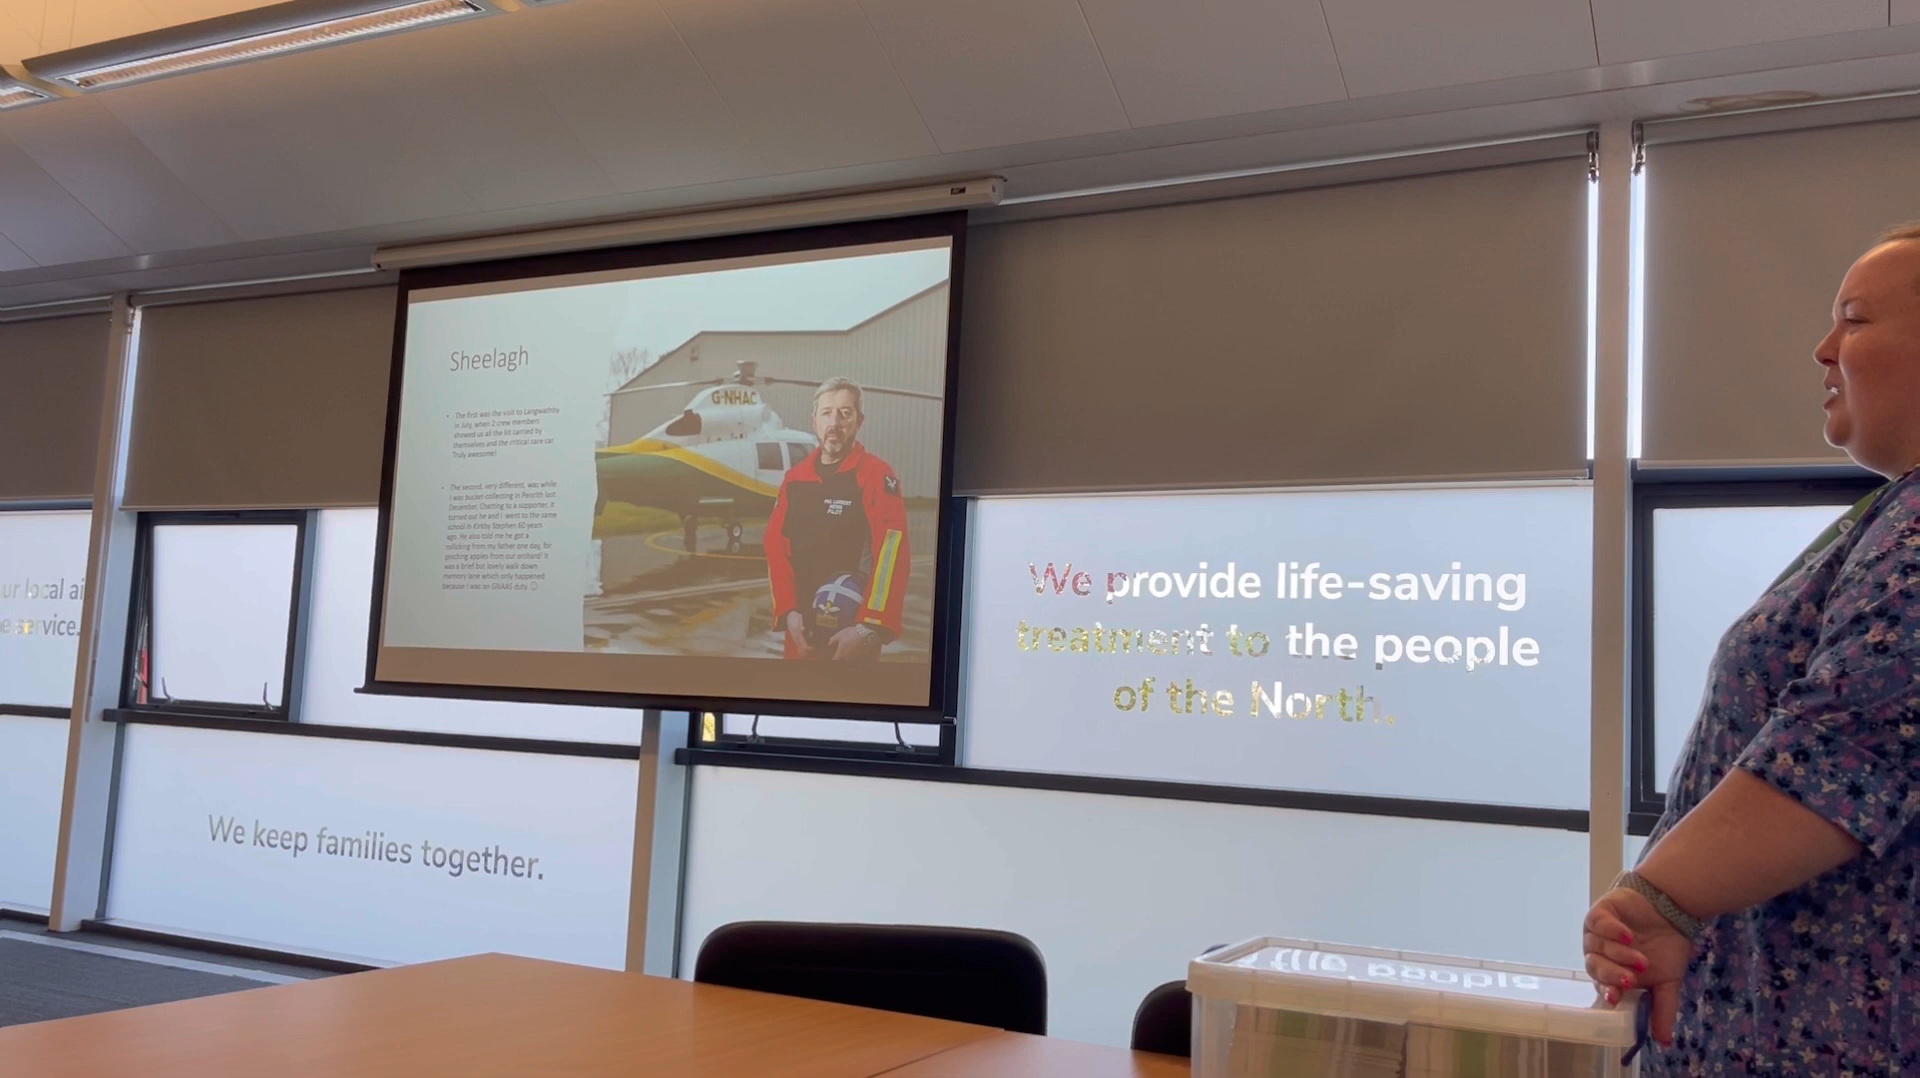 Sheelagh
• The first was the visit to Langwathby
in July, when 2 crew members
showed us all the kit carried by
themselves and the critical care car
Truly awesome!
• The second, very different, was while
I was bucket collecting in Penrith last
December. Chatting to a supporter, it
turned out he and I went to the same
school in Kirkby Stephen 60 years
ago. He also told me he got a
rollicking from my father one day, for
pinching apples from our orchard! It
was a brief but lovely walk down
memory lane which only happened
because I was on GNAAS duty ☺
G-NHAC
PILOT
ur local ai
service.
We keep families together.
We provide life-saving
treatment to the people
of the North.
the people